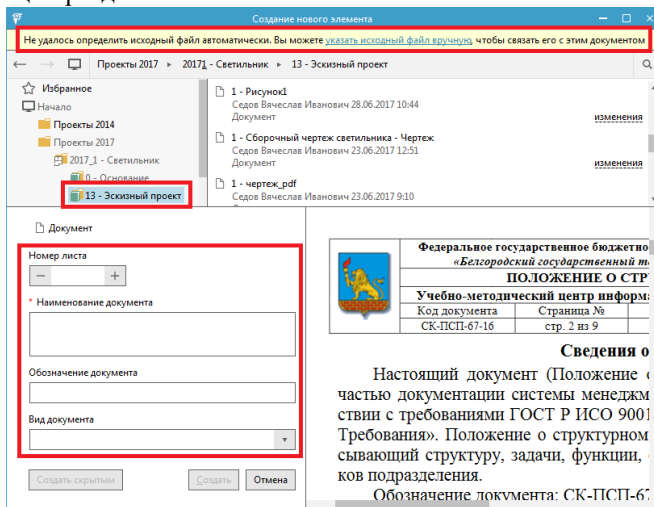 Создание нового элемента
Не удалось определить исходный файл автоматически. Вы можете указать исходный файл вручную, чтобы связать его с этим документом
Проекты 2017 ▸ 2017_1 - Светильник ▸ 13 - Эскизный проект
Избранное
Начало
Проекты 2014
Проекты 2017
2017_1 - Светильник
0 - Основание
13 - Эскизный проект
1 - Рисунок1
Седов Вячеслав Иванович 28.06.2017 10:44
Документ изменения
1 - Сборочный чертеж светильника - Чертеж
Седов Вячеслав Иванович 23.06.2017 12:51
Документ изменения
1 - чертеж_pdf
Седов Вячеслав Иванович 23.06.2017 9:10
Документ
Номер листа
− +
* Наименование документа
Обозначение документа
Вид документа
Создать скрытым Создать Отмена
Федеральное государственное бюджетно
«Белгородский государственный т
ПОЛОЖЕНИЕ О СТР
Учебно-методический центр информ
Код документа Страница №
СК-ПСП-67-16 стр. 2 из 9
Сведения о
Настоящий документ (Положение
частью документации системы менеджм
ствии с требованиями ГОСТ Р ИСО 9001
Требования». Положение о структурном
сывающий структуру, задачи, функции,
ков подразделения.
Обозначение документа: СК-ПСП-67